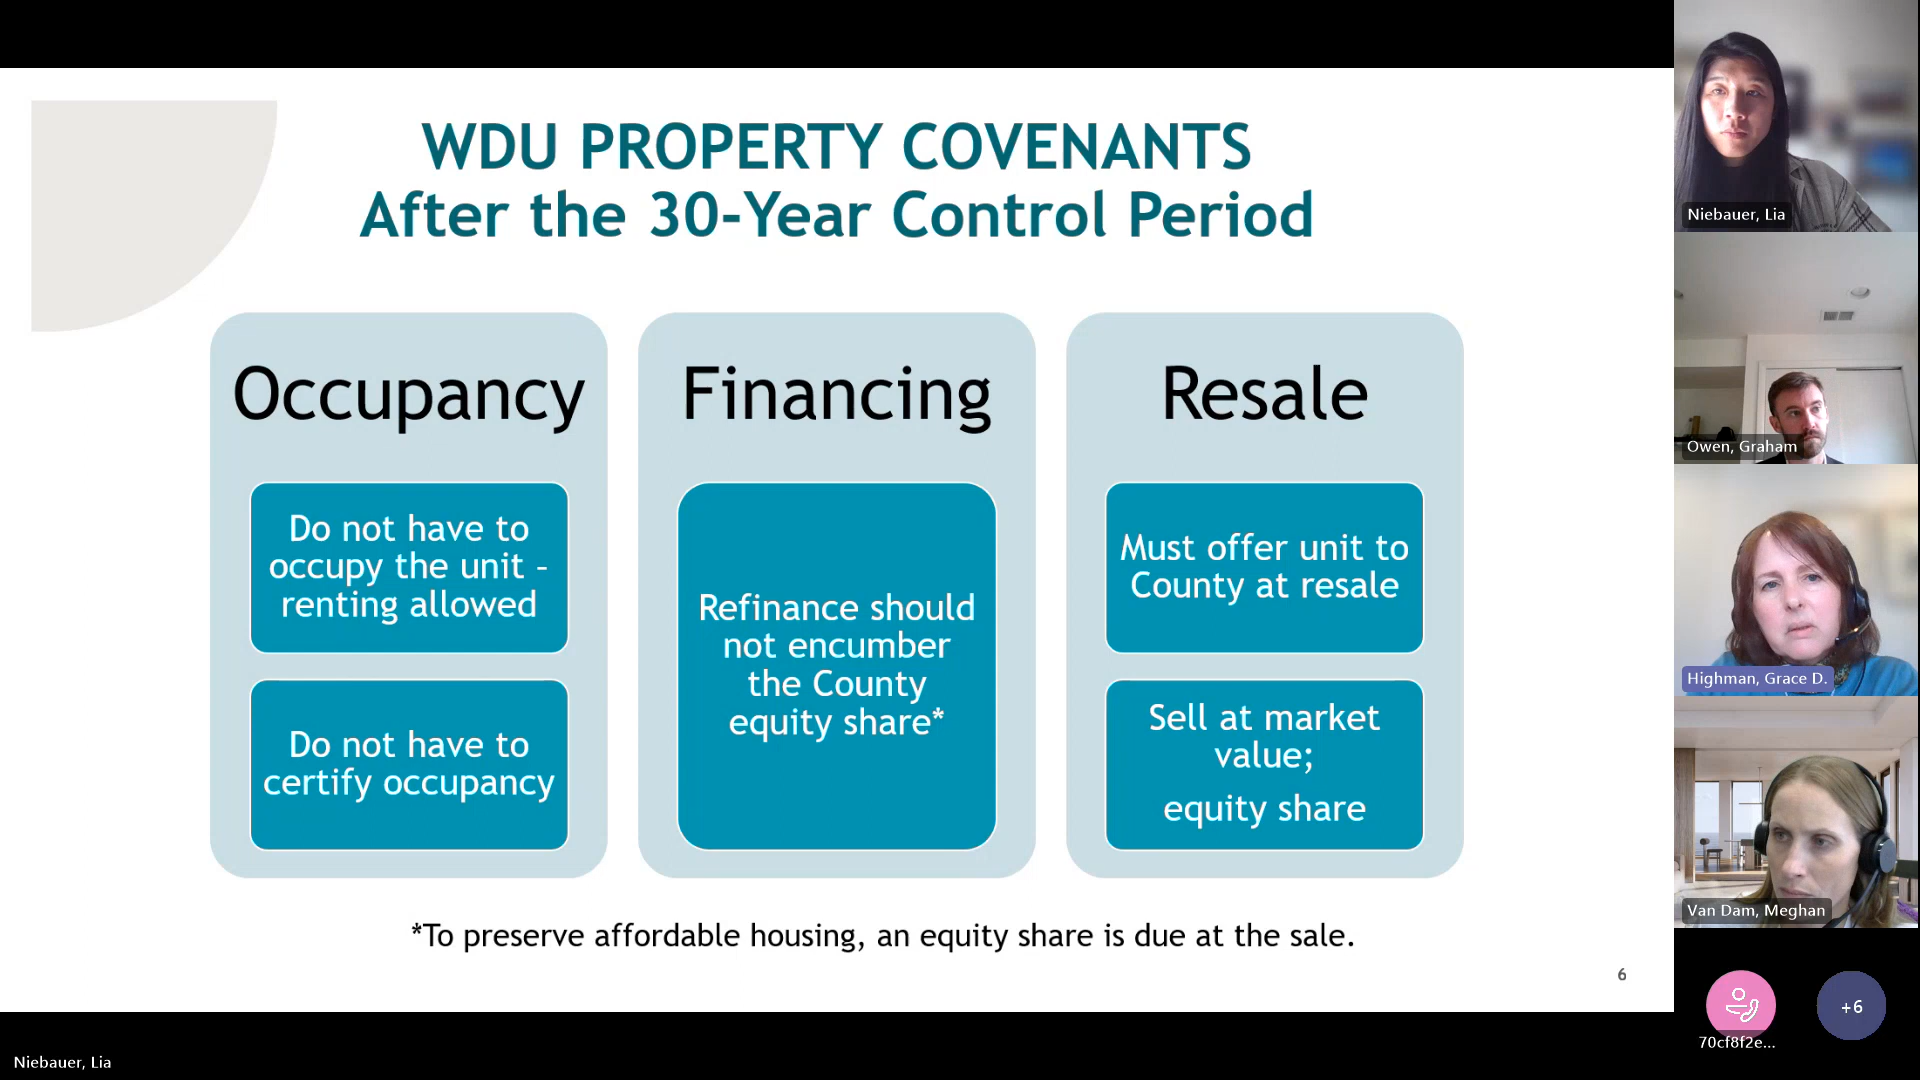 WDU PROPERTY COVENANTS
After the 30-Year Control Period
Occupancy
Do not have to
occupy the unit –
renting allowed
Do not have to
certify occupancy
Financing
Refinance should
not encumber
the County
equity share*
Resale
Must offer unit to
County at resale
Sell at market
value;
equity share
*To preserve affordable housing, an equity share is due at the sale.
6
Niebauer, Lia
Niebauer, Lia
Owen, Graham
Highman, Grace D.
Van Dam, Meghan
70cf8f2e...
+6